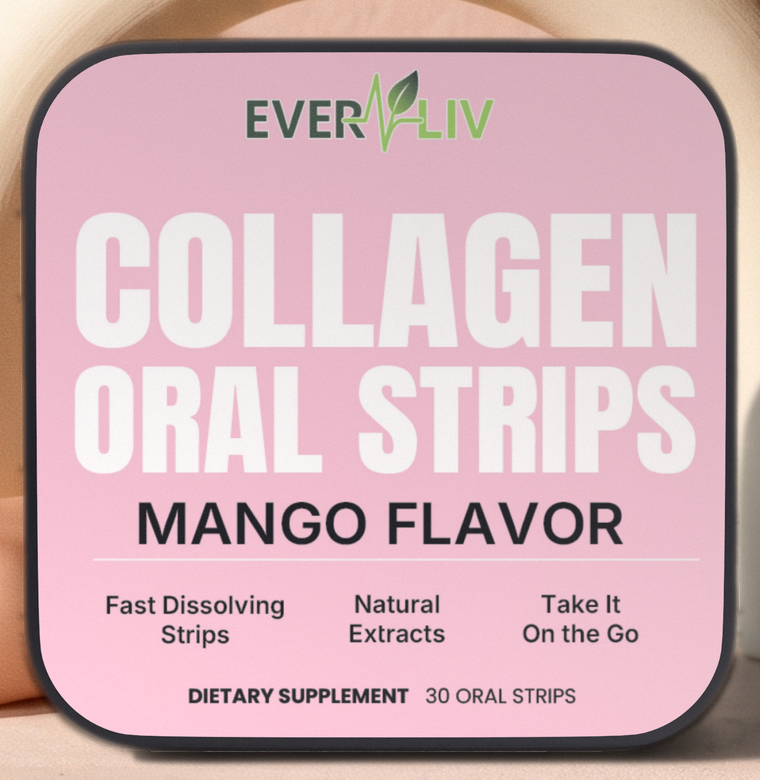 EVERLIV
COLLAGEN
ORAL STRIPS
MANGO FLAVOR
Fast Dissolving
Strips
Natural
Extracts
Take It
On the Go
DIETARY SUPPLEMENT 30 ORAL STRIPS